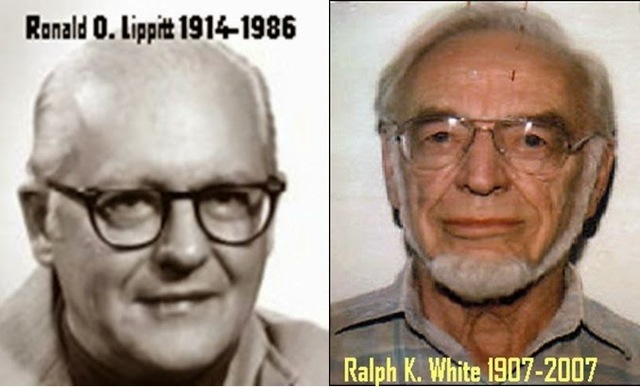 Ronald O. Lippitt 1914-1986
Ralph K. White 1907-2007